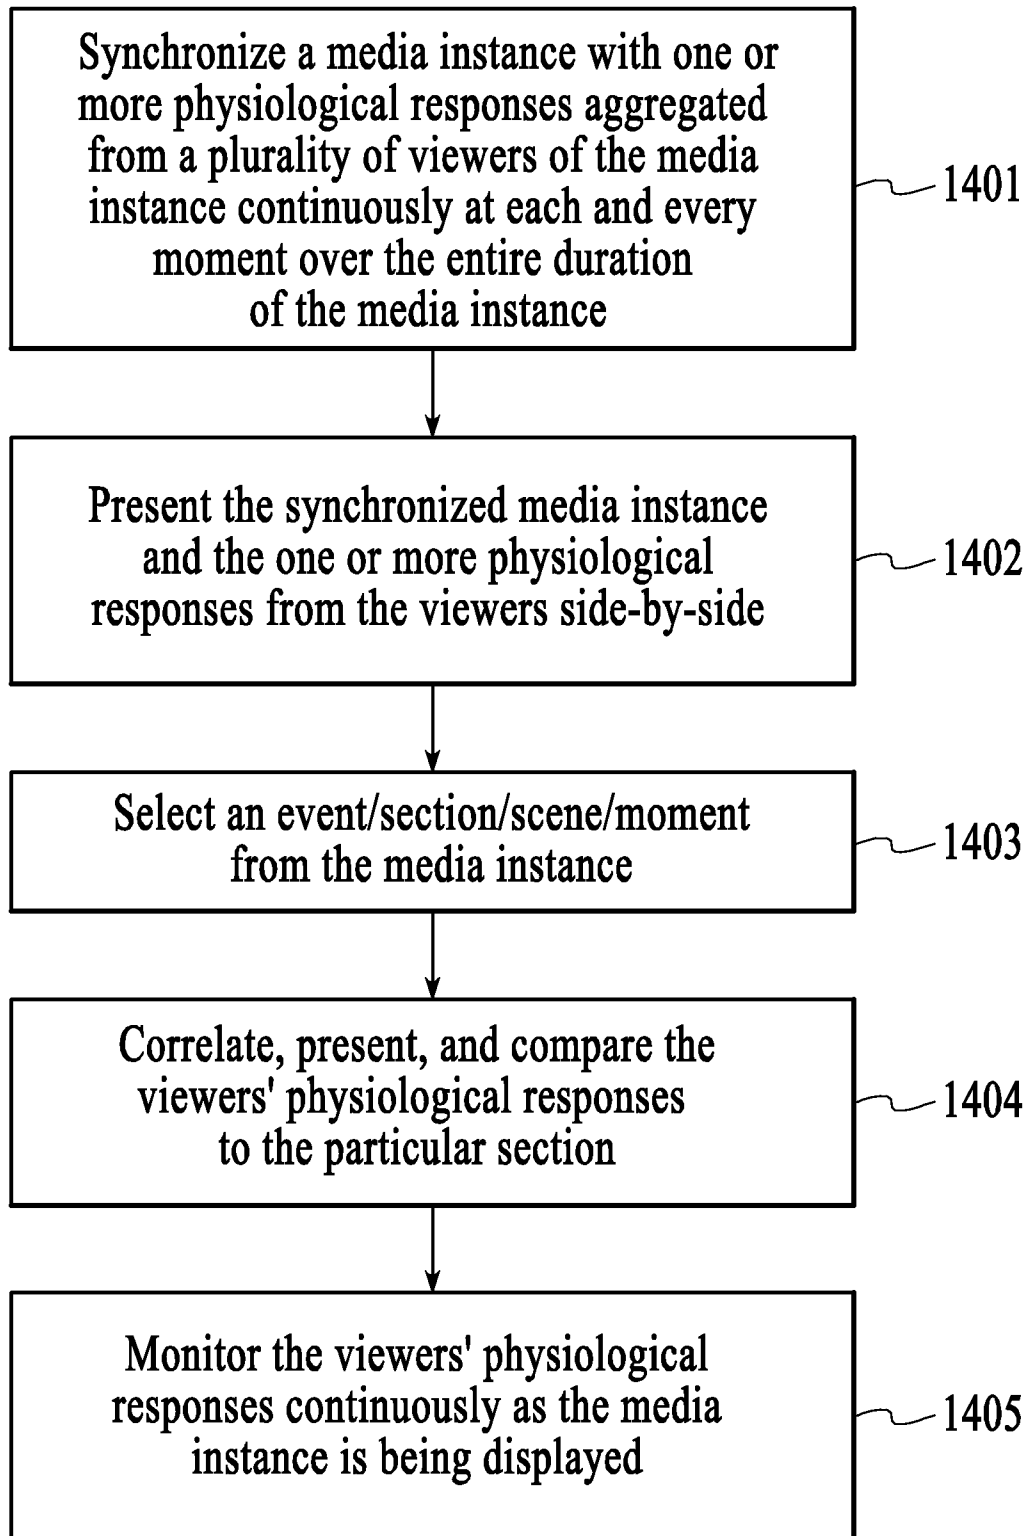 Synchronize a media instance with one or
more physiological responses aggregated
from a plurality of viewers of the media
instance continuously at each and every
moment over the entire duration
of the media instance
1401
Present the synchronized media instance
and the one or more physiological
responses from the viewers side-by-side
1402
Select an event/section/scene/moment
from the media instance
1403
Correlate, present, and compare the
viewers' physiological responses
to the particular section
1404
Monitor the viewers' physiological
responses continuously as the media
instance is being displayed
1405